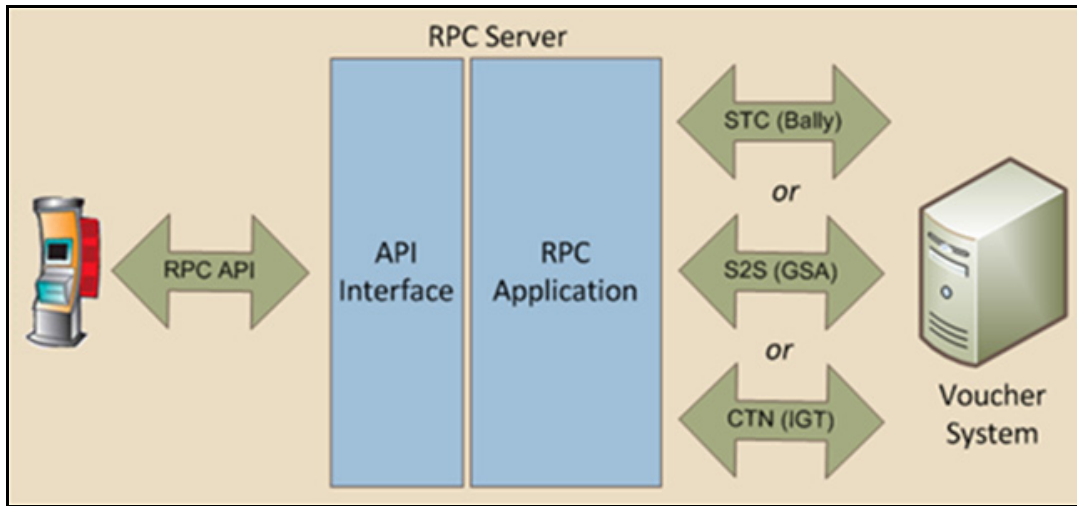 RPC Server
RPC API
API
Interface
RPC
Application
STC (Bally)
or
S2S (GSA)
or
CTN (IGT)
Voucher
System